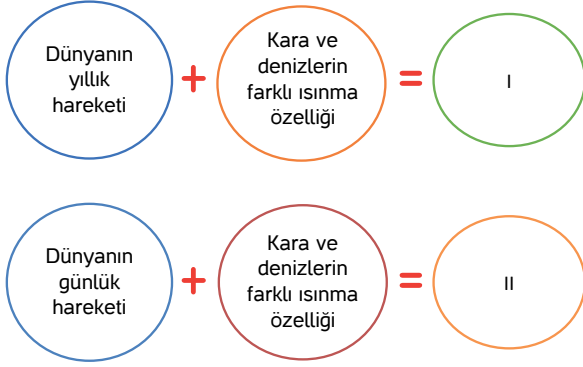 Dünyanın
yıllık
hareketi
+
Kara ve
denizlerin
farklı ısınma
özelliği
=
I
Dünyanın
günlük
hareketi
+
Kara ve
denizlerin
farklı ısınma
özelliği
=
II